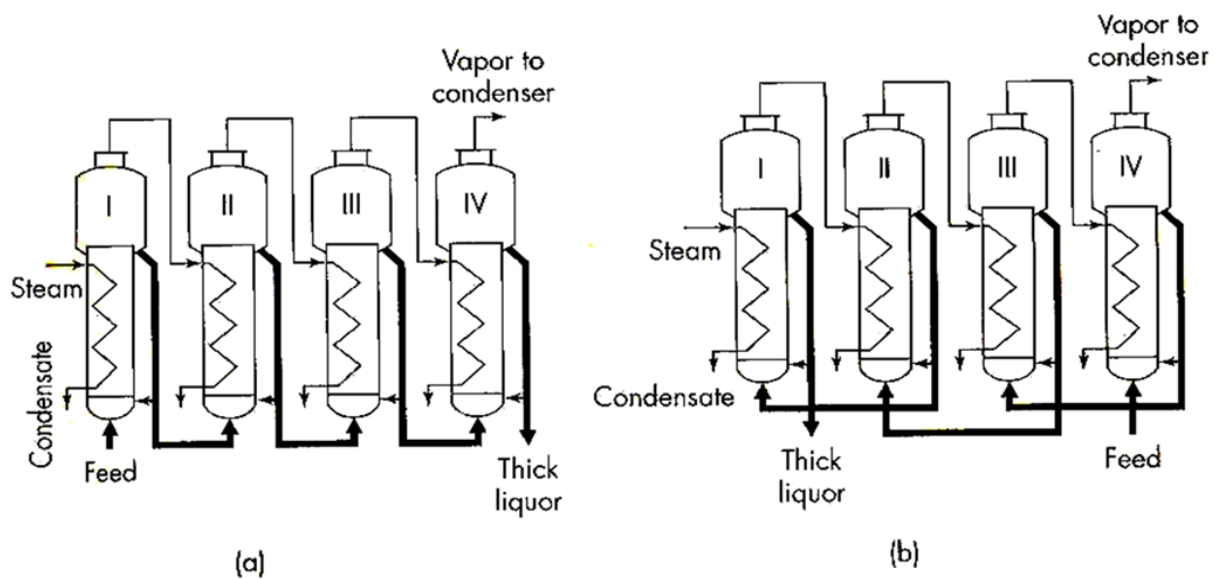 Vapor to
condenser
I
II
III
IV
Steam
Condensate
Feed
Thick
liquor
(a)
Vapor to
condenser
I
II
III
IV
Steam
Condensate
Thick
liquor
Feed
(b)